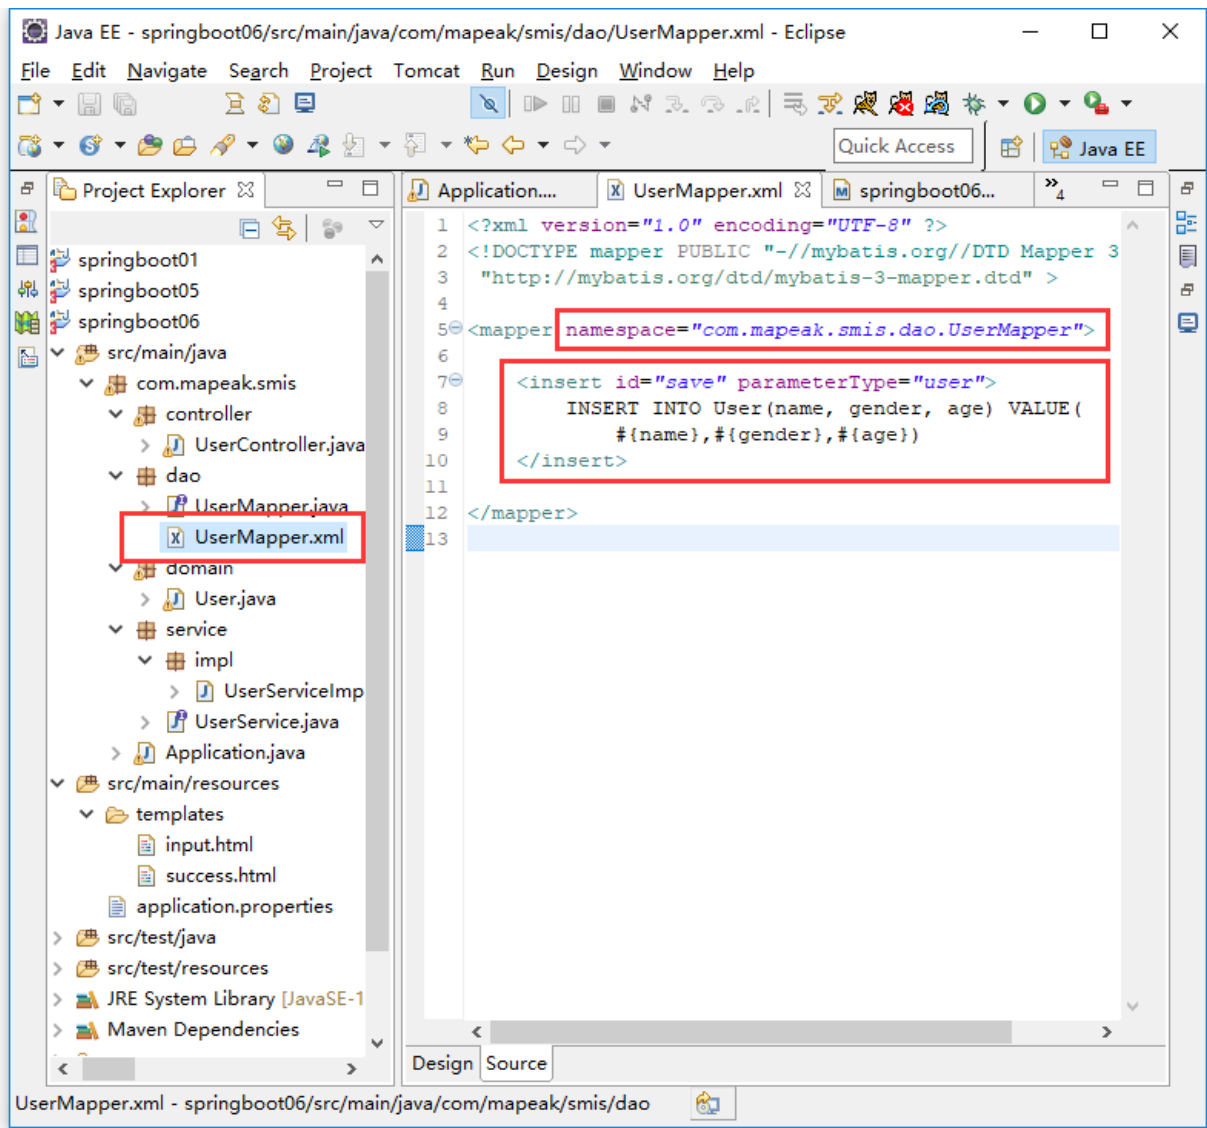 Java EE - springboot06/src/main/java/com/mapeak/smis/dao/UserMapper.xml - Eclipse
File Edit Navigate Search Project Tomcat Run Design Window Help
Quick Access
Java EE
Project Explorer
springboot01
springboot05
springboot06
src/main/java
com.mapeak.smis
controller
UserController.java
dao
UserMapper.java
UserMapper.xml
domain
User.java
service
impl
UserServiceImp
UserService.java
Application.java
src/main/resources
templates
input.html
success.html
application.properties
src/test/java
src/test/resources
JRE System Library [JavaSE-1
Maven Dependencies
Application.... UserMapper.xml springboot06... »4
1 <?xml version="1.0" encoding="UTF-8" ?>
2 <!DOCTYPE mapper PUBLIC "-//mybatis.org//DTD Mapper 3
3 "http://mybatis.org/dtd/mybatis-3-mapper.dtd" >
4
5 <mapper namespace="com.mapeak.smis.dao.UserMapper">
6
7 <insert id="save" parameterType="user">
8 INSERT INTO User(name, gender, age) VALUE(
9 #{name},#{gender},#{age})
10 </insert>
11
12 </mapper>
13
Design Source
UserMapper.xml - springboot06/src/main/java/com/mapeak/smis/dao